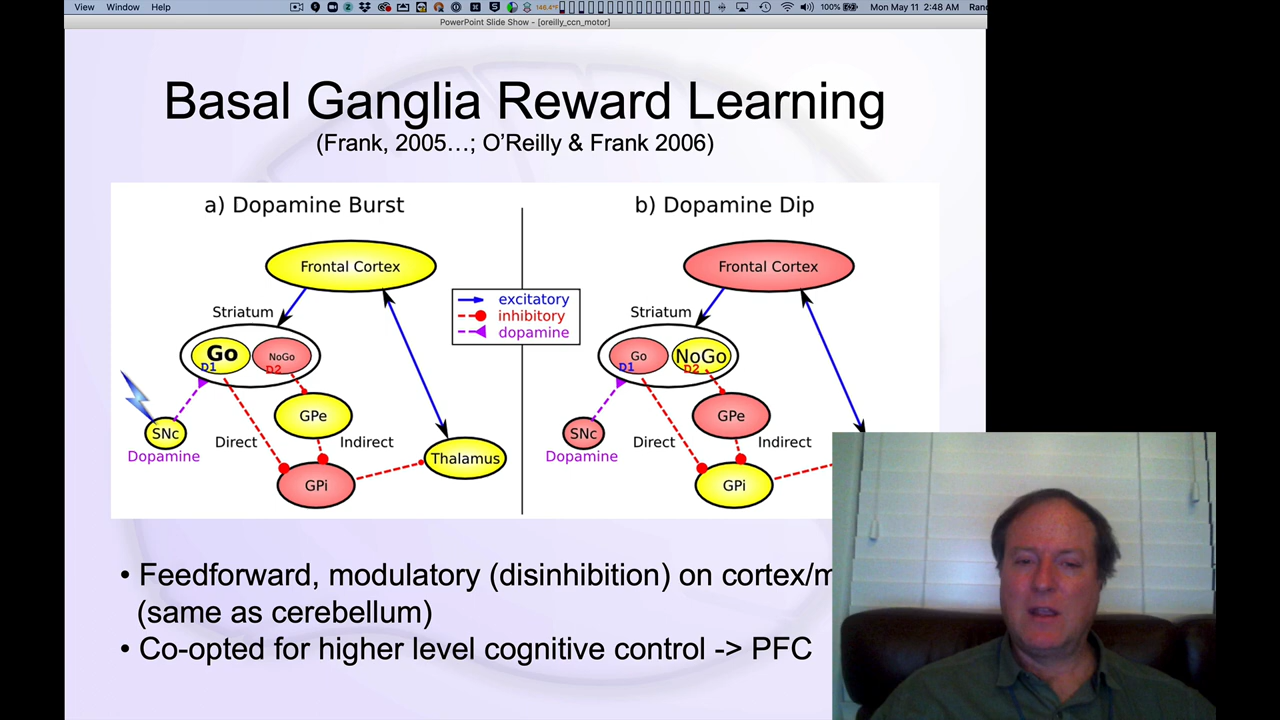 View Window Help
146.4°F
100%
Mon May 11 2:48 AM
PowerPoint Slide Show - [oreilly_ccn_motor]
Basal Ganglia Reward Learning
(Frank, 2005…; O'Reilly & Frank 2006)
a) Dopamine Burst
b) Dopamine Dip
Frontal Cortex
Striatum
Go
D1
NoGo
D2
GPe
SNc
Dopamine
Direct
Indirect
Thalamus
GPi
excitatory
inhibitory
dopamine
Frontal Cortex
Striatum
Go
D1
NoGo
D2
GPe
SNc
Dopamine
Direct
Indirect
GPi
• Feedforward, modulatory (disinhibition) on cortex/m
(same as cerebellum)
• Co-opted for higher level cognitive control -> PFC